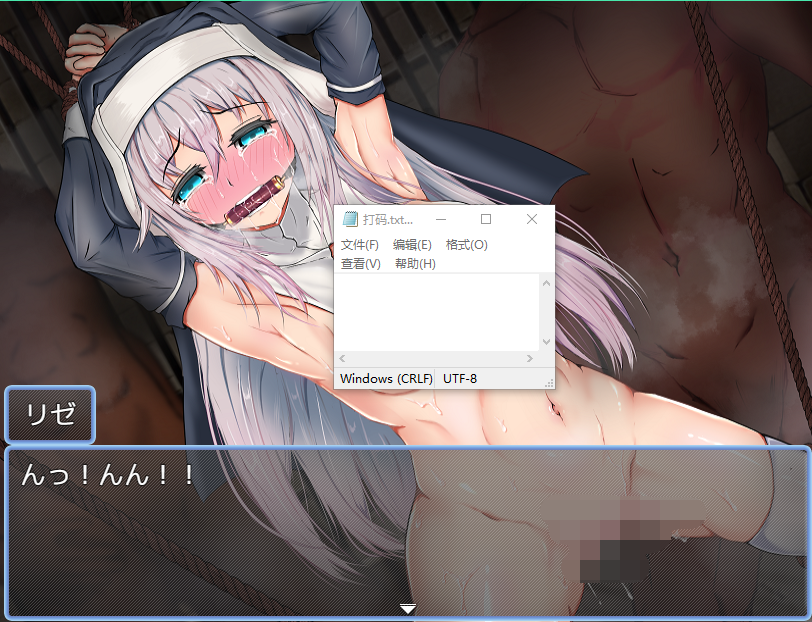 打码.txt...
文件(F) 编辑(E) 格式(O)
查看(V) 帮助(H)
Windows (CRLF) UTF-8
リゼ
んっ！んん！！